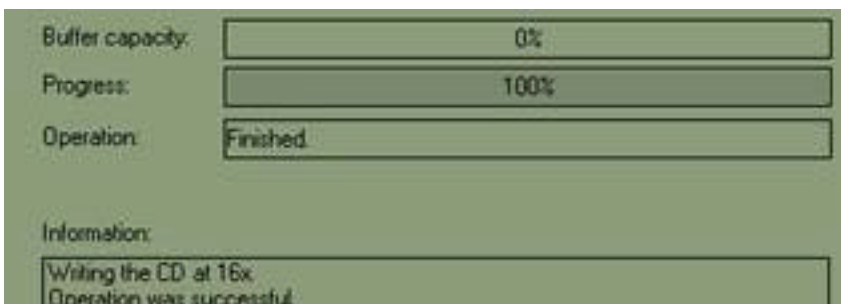 Buffer capacity: 0%
Progress: 100%
Operation: Finished.
Information:
Writing the CD at 16x.
Operation was successful.